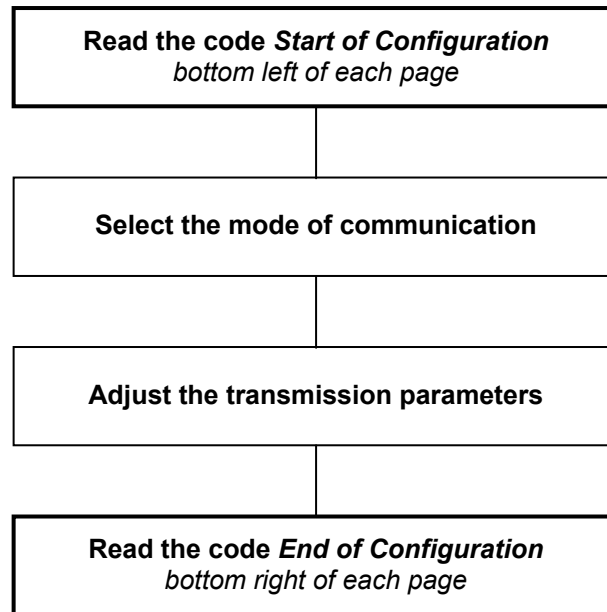 Read the code Start of Configuration
bottom left of each page
Select the mode of communication
Adjust the transmission parameters
Read the code End of Configuration
bottom right of each page